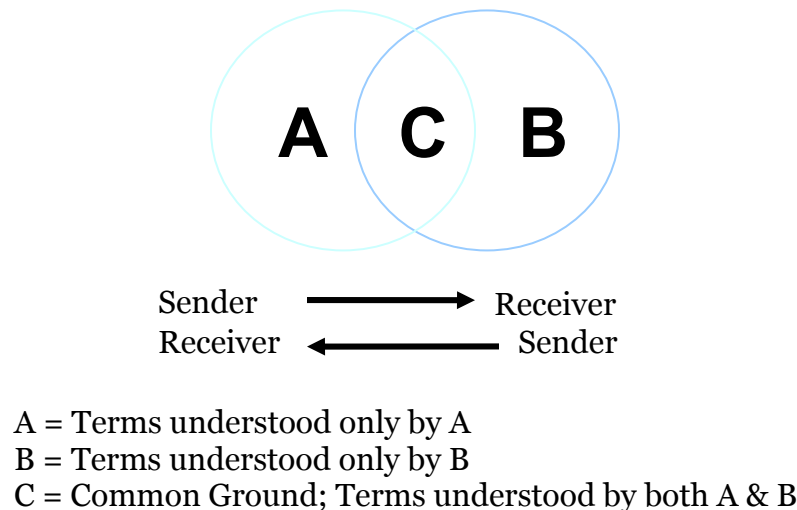 A C B
Sender Receiver
Receiver Sender
A = Terms understood only by A
B = Terms understood only by B
C = Common Ground; Terms understood by both A & B